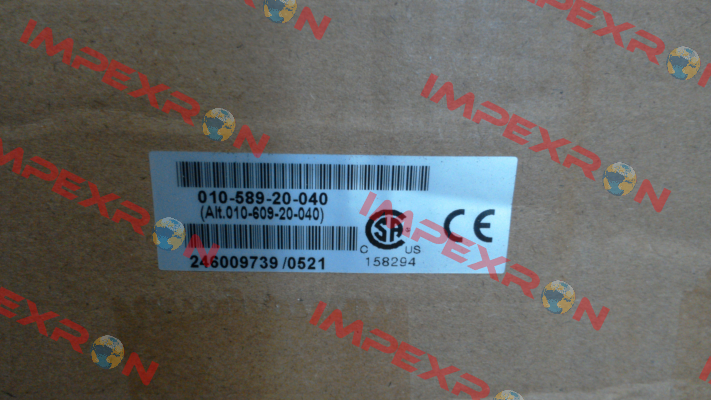 IMPEXRON
IMPEXRON
IMPEXRON
IMPEXRON
010-589-20-040
(Alt.010-609-20-040)
CSA
C US
CE
246009739 /0521
158294
IMPEXRON
IMPEXRON
IMPEXRON